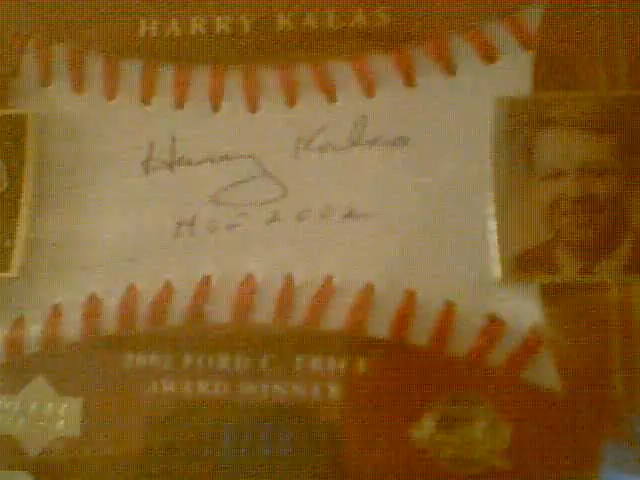 HARRY KALAS
Harry Kalas
HOF 2002
2002 FORD C. FRICK
AWARD WINNER